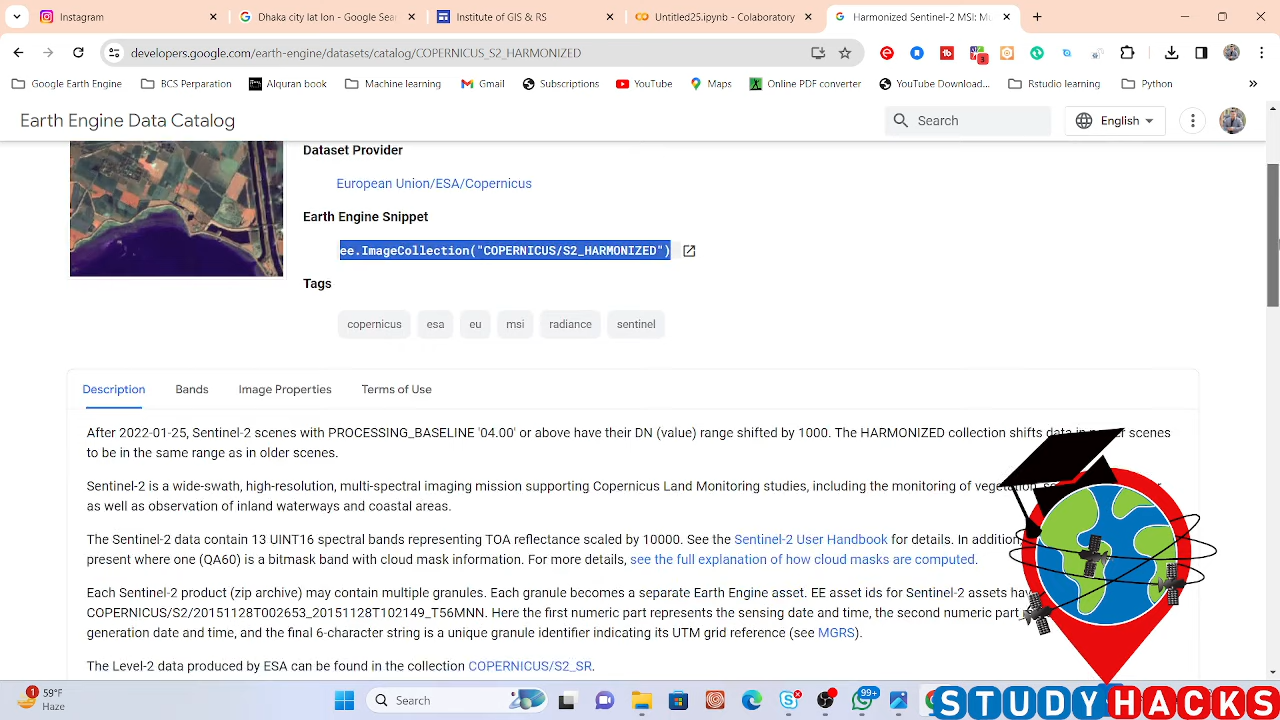 Instagram
Dhaka city lat lon - Google Sear
Institute of GIS & RS
Untitled253.ipynb - Colaboratory
Harmonized Sentinel-2 MSI: Mu
developers.google.com/earth-engine/datasets/catalog/COPERNICUS_S2_HARMONIZED
3
Google Earth Engine
BCS Preparation
Alquran book
Machine learning
Gmail
Subscriptions
YouTube
Maps
Online PDF converter
YouTube Download...
Rstudio learning
Python
Earth Engine Data Catalog
Search
English
Dataset Provider
European Union/ESA/Copernicus
Earth Engine Snippet
ee.ImageCollection("COPERNICUS/S2_HARMONIZED")
Tags
copernicus esa eu msi radiance sentinel
Description Bands Image Properties Terms of Use
After 2022-01-25, Sentinel-2 scenes with PROCESSING_BASELINE '04.00' or above have their DN (value) range shifted by 1000. The HARMONIZED collection shifts data in scenes
to be in the same range as in older scenes.
Sentinel-2 is a wide-swath, high-resolution, multi-spectral imaging mission supporting Copernicus Land Monitoring studies, including the monitoring of
as well as observation of inland waterways and coastal areas.
The Sentinel-2 data contain 13 UINT16 spectral bands representing TOA reflectance scaled by 10000. See the Sentinel-2 User Handbook for details. In addition
present where one (QA60) is a bitmask band with cloud mask information. For more details, see the full explanation of how cloud masks are computed.
Each Sentinel-2 product (zip archive) may contain multiple granules. Each granule becomes a separate Earth Engine asset. EE asset ids for Sentinel-2 assets
COPERNICUS/S2/20151128T002653_20151128T102149_T56MNN. Here the first numeric part represents the sensing date and time, the second numeric part
generation date and time, and the final 6-character string is a unique granule identifier indicating its UTM grid reference (see MGRS).
The Level-2 data produced by ESA can be found in the collection COPERNICUS/S2_SR.
STUDYHACKS
1
59°F
Haze
Search
99+